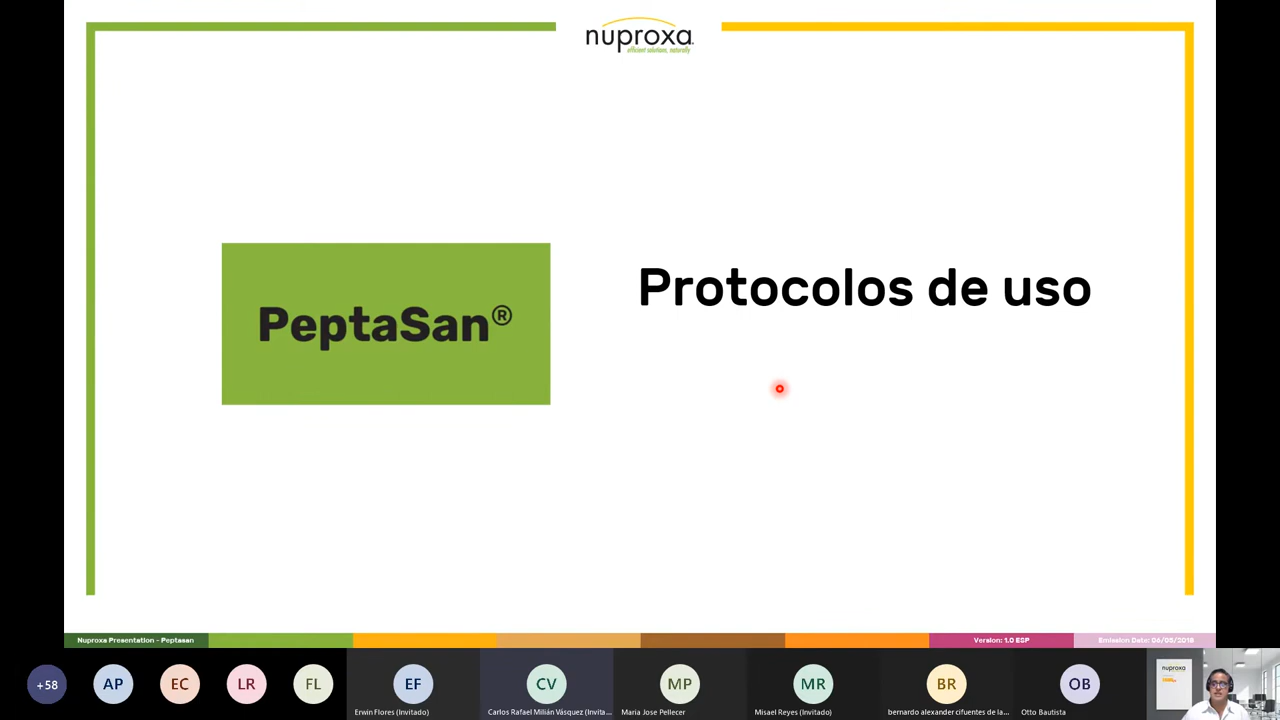 nuproxa
efficient solutions, naturally
PeptaSan®
Protocolos de uso
Nuproxa Presentation - Peptasan
Version: 1.0 ESP
Emission Date: 06/05/2018
+58
AP
EC
LR
FL
EF
CV
MP
MR
BR
OB
Erwin Flores (Invitado)
Carlos Rafael Milián Vásquez (Invita...
Maria Jose Pellecer
Misael Reyes (Invitado)
bernardo alexander cifuentes de la...
Otto Bautista
nuproxa